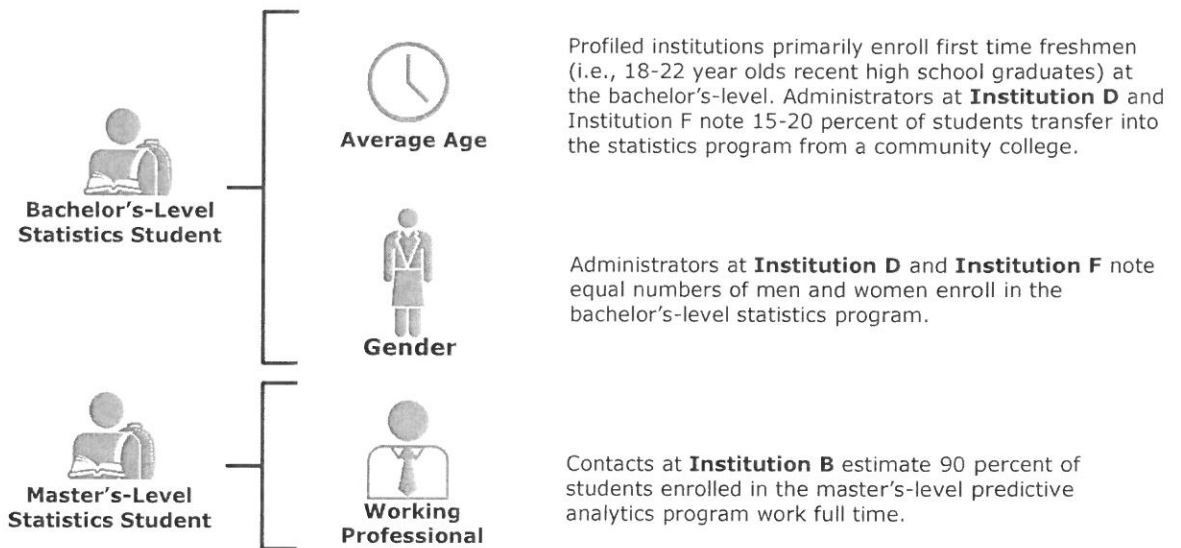 Bachelor's-Level
Statistics Student
Average Age
Profiled institutions primarily enroll first time freshmen
(i.e., 18-22 year olds recent high school graduates) at
the bachelor's-level. Administrators at Institution D and
Institution F note 15-20 percent of students transfer into
the statistics program from a community college.
Gender
Administrators at Institution D and Institution F note
equal numbers of men and women enroll in the
bachelor's-level statistics program.
Master's-Level
Statistics Student
Working
Professional
Contacts at Institution B estimate 90 percent of
students enrolled in the master's-level predictive
analytics program work full time.